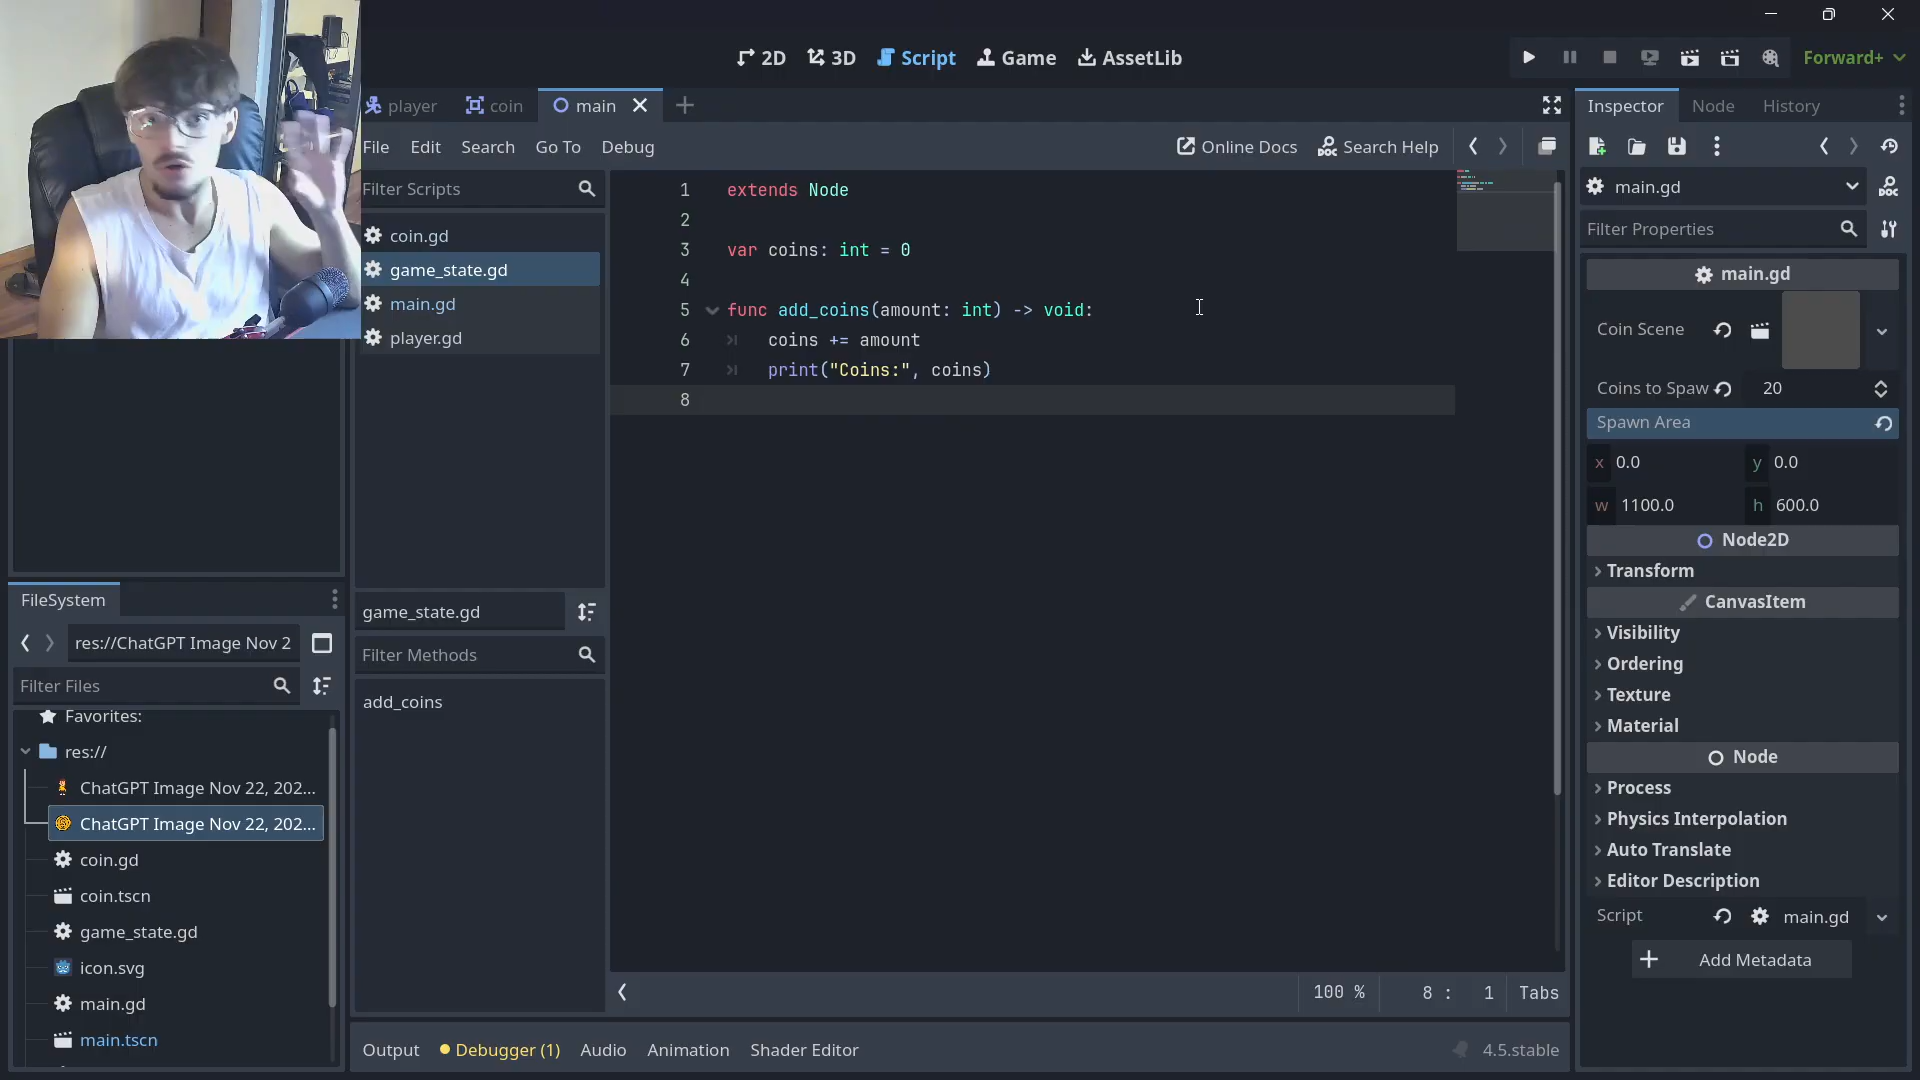 2D 3D Script Game AssetLib
Forward+
player coin main
File Edit Search Go To Debug
Online Docs Search Help
Filter Scripts
coin.gd
game_state.gd
main.gd
player.gd
game_state.gd
Filter Methods
add_coins
1 extends Node
2
3 var coins: int = 0
4
5 func add_coins(amount: int) -> void:
6 coins += amount
7 print("Coins:", coins)
8
100 % 8 : 1 Tabs
Output Debugger (1) Audio Animation Shader Editor
4.5.stable
FileSystem
res://ChatGPT Image Nov 2
Filter Files
Favorites:
res://
ChatGPT Image Nov 22, 202...
ChatGPT Image Nov 22, 202...
coin.gd
coin.tscn
game_state.gd
icon.svg
main.gd
main.tscn
Inspector Node History
main.gd
Filter Properties
main.gd
Coin Scene
Coins to Spaw 20
Spawn Area
x 0.0 y 0.0
w 1100.0 h 600.0
Node2D
Transform
CanvasItem
Visibility
Ordering
Texture
Material
Node
Process
Physics Interpolation
Auto Translate
Editor Description
Script main.gd
Add Metadata